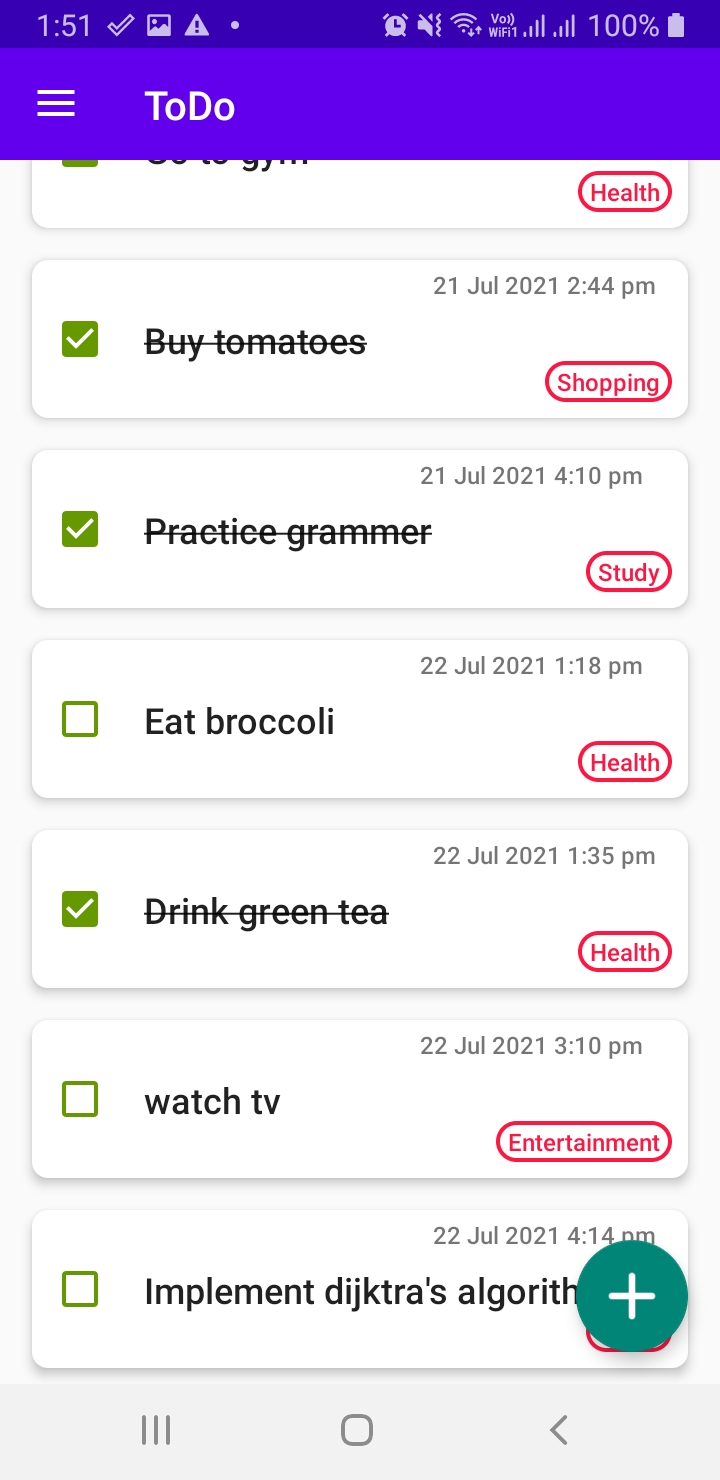 1:51
Vo)) WiFi1
100%
ToDo
Go to gym
Health
21 Jul 2021 2:44 pm
Buy tomatoes
Shopping
21 Jul 2021 4:10 pm
Practice grammer
Study
22 Jul 2021 1:18 pm
Eat broccoli
Health
22 Jul 2021 1:35 pm
Drink green tea
Health
22 Jul 2021 3:10 pm
watch tv
Entertainment
22 Jul 2021 4:14 pm
Implement dijktra's algorith